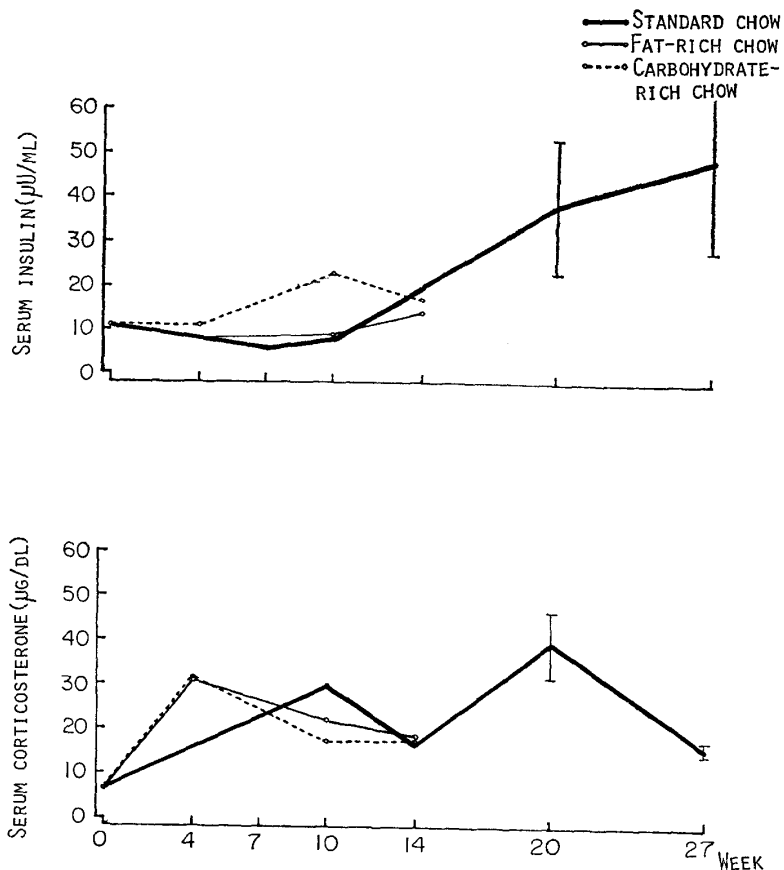 STANDARD CHOW
FAT-RICH CHOW
CARBOHYDRATE-
RICH CHOW
SERUM INSULIN(μU/ML)
60
50
40
30
20
10
0
SERUM CORTICOSTERONE(μG/DL)
60
50
40
30
20
10
0
0 4 7 10 14 20 27 WEEK